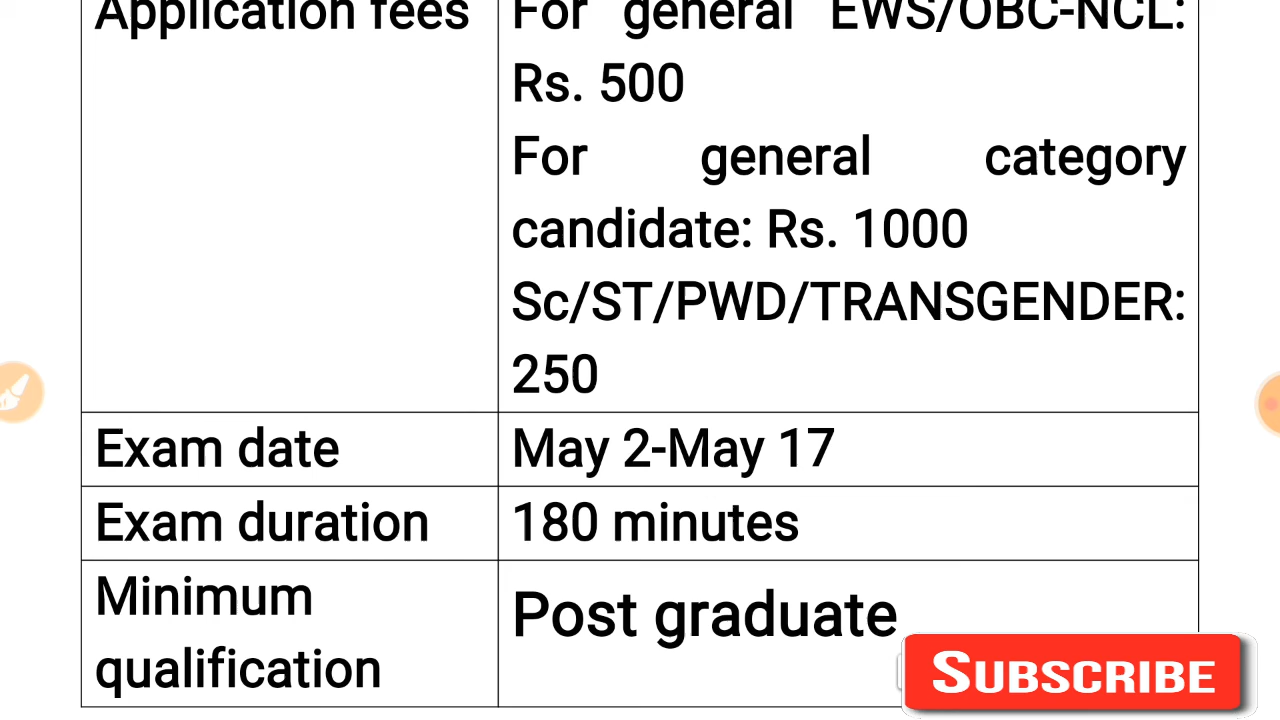 Application fees
For general EWS/OBC-NCL:
Rs. 500
For general category
candidate: Rs. 1000
Sc/ST/PWD/TRANSGENDER:
250
Exam date
May 2-May 17
Exam duration
180 minutes
Minimum
qualification
Post graduate
SUBSCRIBE